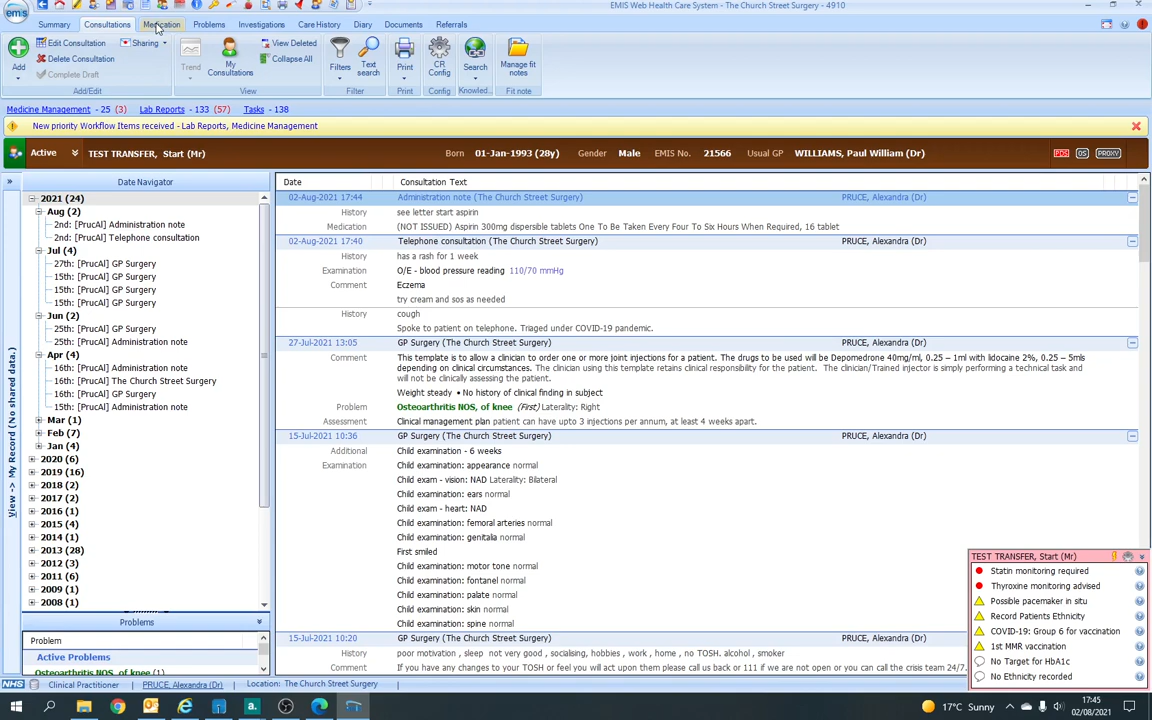 emis
EMIS Web Health Care System - The Church Street Surgery - 4910
Summary Consultations Medication Problems Investigations Care History Diary Documents Referrals
Add
Edit Consultation
Delete Consultation
Complete Draft
Sharing
Add/Edit
Trend
My Consultations
View Deleted
Collapse All
View
Filters
Text search
Filter
Print
Print
CR Config
Config
Search
Knowled...
Manage fit notes
Fit note
Medicine Management - 25 (3) Lab Reports - 133 (57) Tasks - 138
New priority Workflow Items received - Lab Reports, Medicine Management
Active TEST TRANSFER, Start (Mr) Born 01-Jan-1993 (28y) Gender Male EMIS No. 21566 Usual GP WILLIAMS, Paul William (Dr) PDS OS PROXY
View -> My Record (No shared data.)
Date Navigator
2021 (24)
Aug (2)
2nd: [PrucAl] Administration note
2nd: [PrucAl] Telephone consultation
Jul (4)
27th: [PrucAl] GP Surgery
15th: [PrucAl] GP Surgery
15th: [PrucAl] GP Surgery
15th: [PrucAl] GP Surgery
Jun (2)
25th: [PrucAl] GP Surgery
25th: [PrucAl] Administration note
Apr (4)
16th: [PrucAl] Administration note
16th: [PrucAl] The Church Street Surgery
16th: [PrucAl] GP Surgery
15th: [PrucAl] Administration note
Mar (1)
Feb (7)
Jan (4)
2020 (6)
2019 (16)
2018 (2)
2017 (2)
2016 (1)
2015 (4)
2014 (1)
2013 (28)
2012 (3)
2011 (6)
2009 (1)
2008 (1)
Problems
Problem
Active Problems
Osteoarthritis NOS, of knee (1)
Date Consultation Text
02-Aug-2021 17:44 Administration note (The Church Street Surgery) PRUCE, Alexandra (Dr)
History see letter start aspirin
Medication (NOT ISSUED) Aspirin 300mg dispersible tablets One To Be Taken Every Four To Six Hours When Required, 16 tablet
02-Aug-2021 17:40 Telephone consultation (The Church Street Surgery) PRUCE, Alexandra (Dr)
History has a rash for 1 week
Examination O/E - blood pressure reading 110/70 mmHg
Comment Eczema
try cream and sos as needed
History cough
Spoke to patient on telephone. Triaged under COVID-19 pandemic.
27-Jul-2021 13:05 GP Surgery (The Church Street Surgery) PRUCE, Alexandra (Dr)
Comment This template is to allow a clinician to order one or more joint injections for a patient. The drugs to be used will be Depomedrone 40mg/ml, 0.25 – 1ml with lidocaine 2%, 0.25 – 5mls
depending on clinical circumstances. The clinician using this template retains clinical responsibility for the patient. The clinician/Trained injector is simply performing a technical task and
will not be clinically assessing the patient.
Weight steady • No history of clinical finding in subject
Problem Osteoarthritis NOS, of knee (First) Laterality: Right
Assessment Clinical management plan patient can have upto 3 injections per annum, at least 4 weeks apart.
15-Jul-2021 10:36 GP Surgery (The Church Street Surgery) PRUCE, Alexandra (Dr)
Additional Child examination - 6 weeks
Examination Child examination: appearance normal
Child exam - vision: NAD Laterality: Bilateral
Child examination: ears normal
Child exam - heart: NAD
Child examination: femoral arteries normal
Child examination: genitalia normal
First smiled
Child examination: motor tone normal
Child examination: fontanel normal
Child examination: palate normal
Child examination: skin normal
Child examination: spine normal
15-Jul-2021 10:20 GP Surgery (The Church Street Surgery) PRUCE, Alexandra (Dr)
History poor motivation , sleep not very good , socialising, hobbies , work , home , no TOSH. alcohol , smoker
Comment If you have any changes to your TOSH or feel you will act upon them please call us back or 111 if we are not open or you can call the crisis team 24/7.
TEST TRANSFER, Start (Mr)
Statin monitoring required
Thyroxine monitoring advised
Possible pacemaker in situ
Record Patients Ethnicity
COVID-19: Group 6 for vaccination
1st MMR vaccination
No Target for HbA1c
No Ethnicity recorded
NHS Clinical Practitioner PRUCE, Alexandra (Dr) Location: The Church Street Surgery
17°C Sunny
17:45
02/08/2021